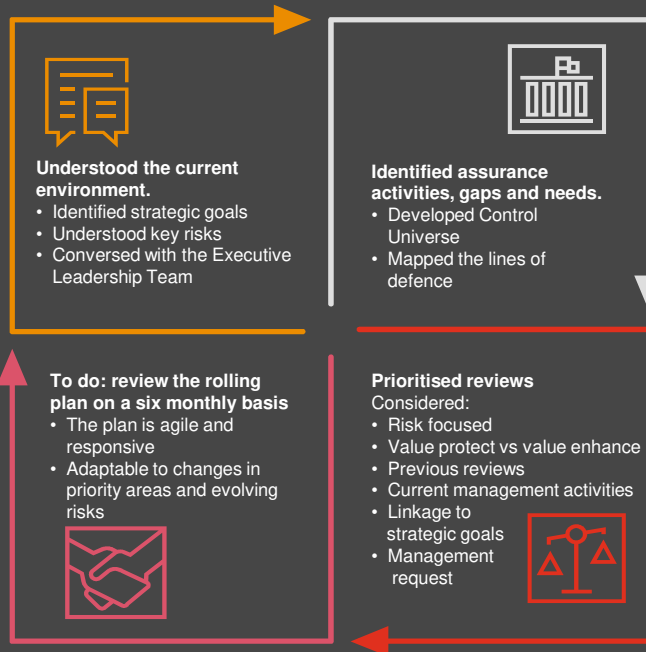 Understood the current
environment.
• Identified strategic goals
• Understood key risks
• Conversed with the Executive
Leadership Team
Identified assurance
activities, gaps and needs.
• Developed Control
Universe
• Mapped the lines of
defence
To do: review the rolling
plan on a six monthly basis
• The plan is agile and
responsive
• Adaptable to changes in
priority areas and evolving
risks
Prioritised reviews
Considered:
• Risk focused
• Value protect vs value enhance
• Previous reviews
• Current management activities
• Linkage to
strategic goals
• Management
request